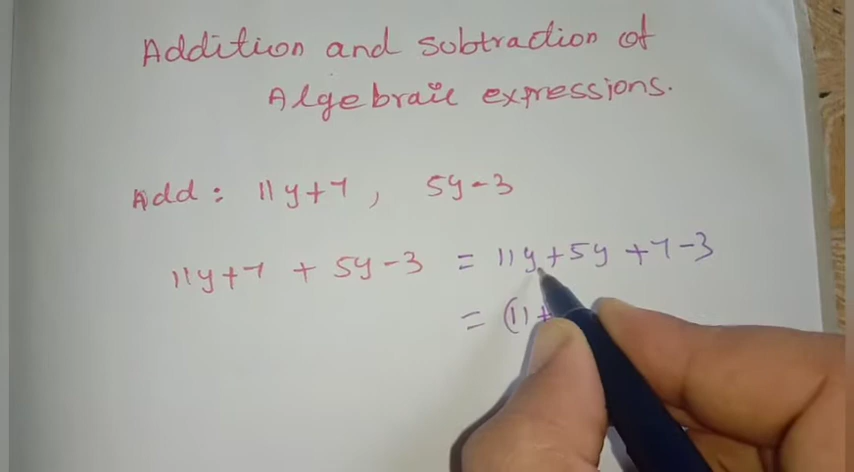 Addition and subtraction of
Algebraic expressions.
Add: 11y+7, 5y-3
11y+7 + 5y-3 = 11y+5y +7-3
= (11+